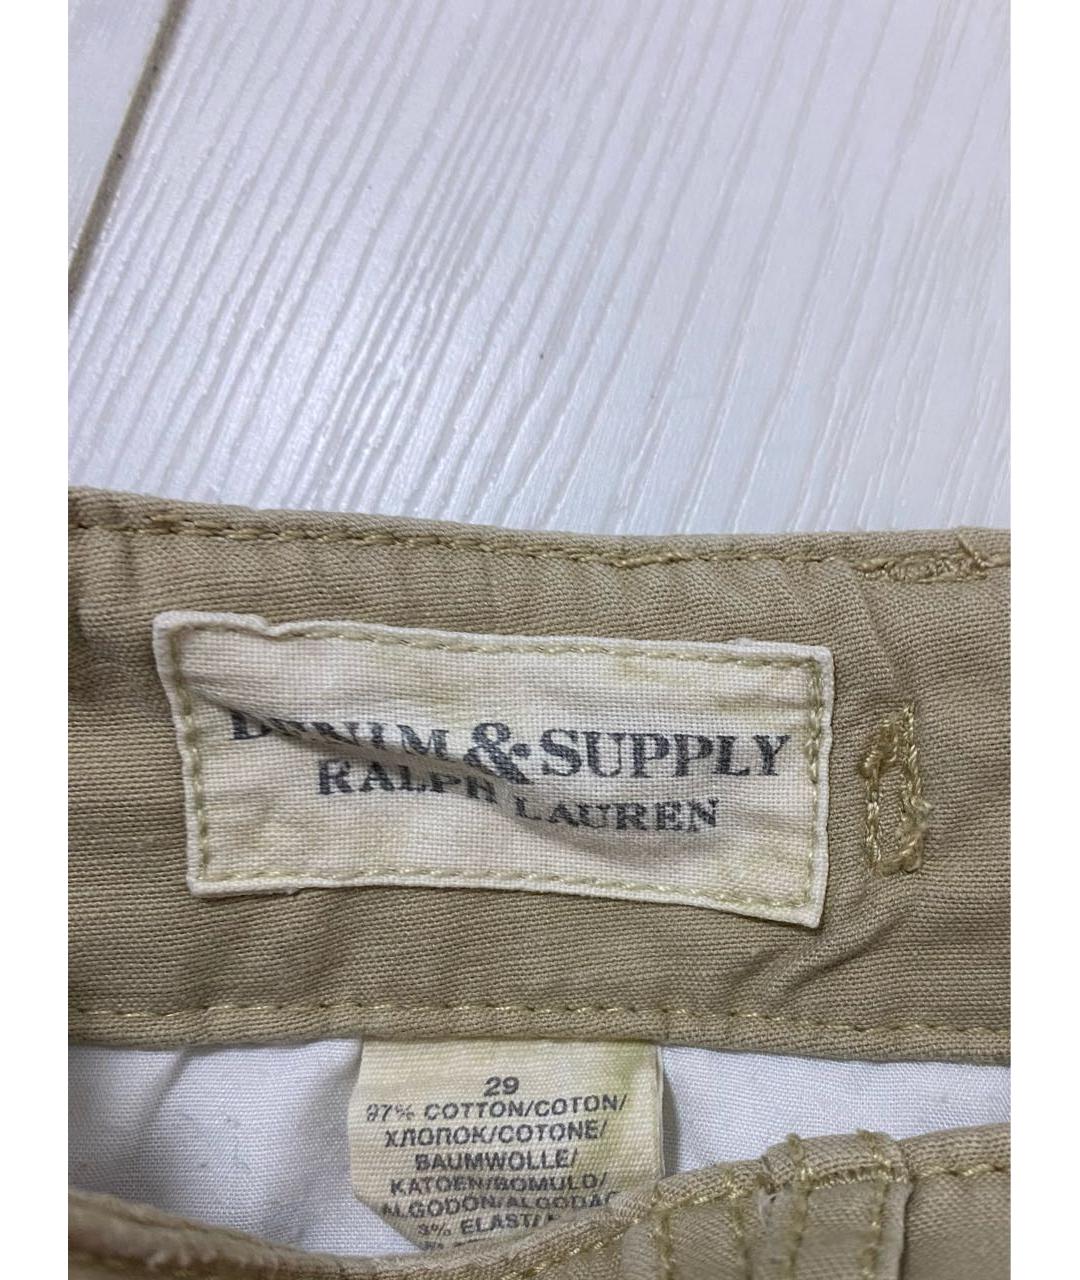 DENIM & SUPPLY
RALPH LAUREN
29
97% COTTON/COTON/
ХЛОПОК/COTONE/
BAUMWOLLE/
KATOEN/BOMULD/
ALGODON/ALGODAO
3% ELAST